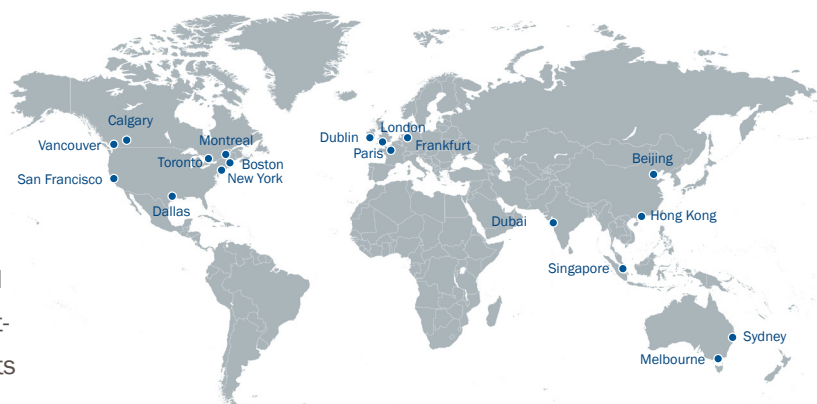 Calgary
Vancouver
Montreal
Toronto
Boston
New York
San Francisco
Dallas
Dublin
London
Paris
Frankfurt
Beijing
Dubai
Hong Kong
Singapore
Sydney
Melbourne